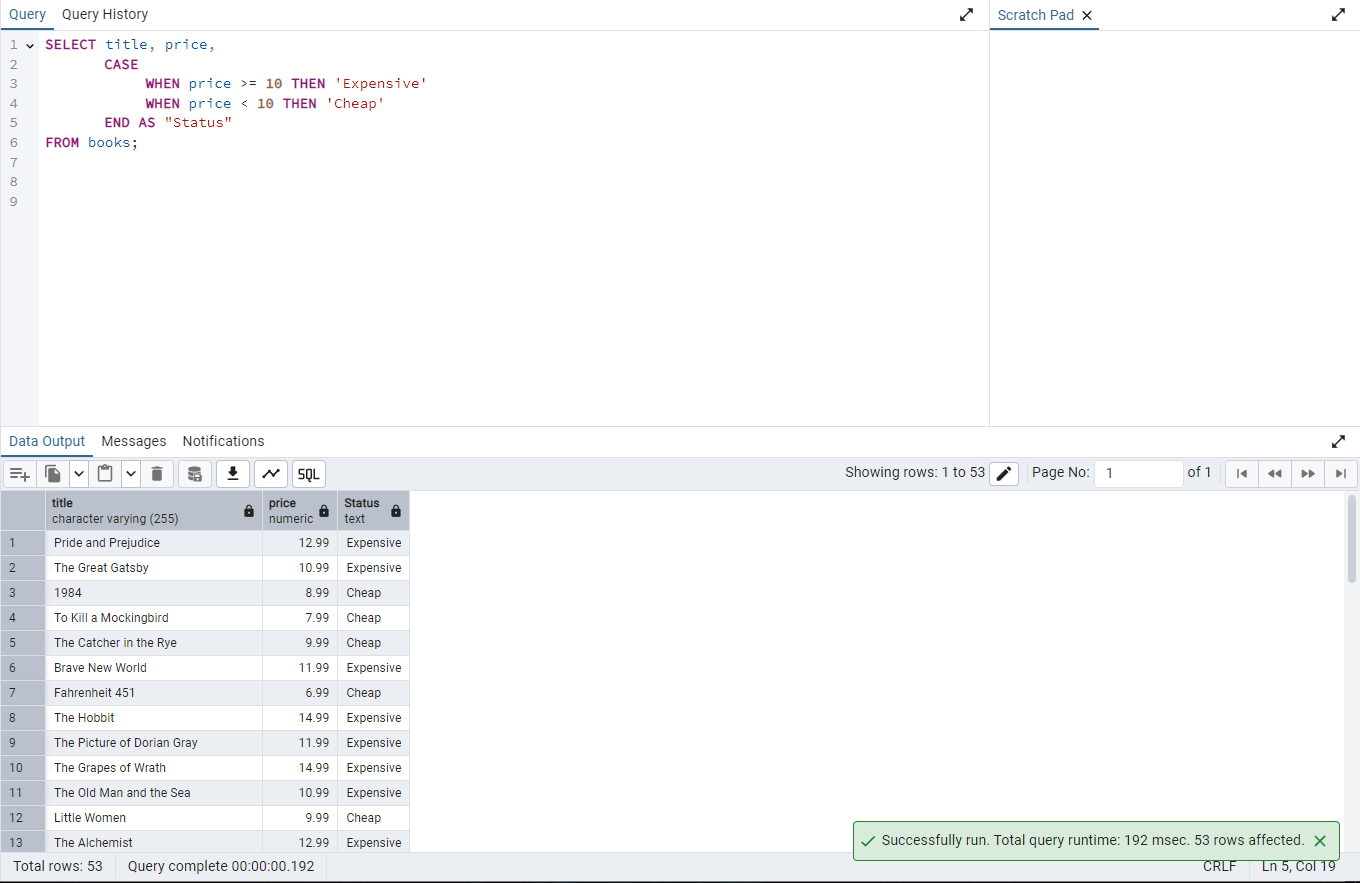 Query Query History Scratch Pad
1 SELECT title, price,
2 CASE
3 WHEN price >= 10 THEN 'Expensive'
4 WHEN price < 10 THEN 'Cheap'
5 END AS "Status"
6 FROM books;
7
8
9
Data Output Messages Notifications
SQL Showing rows: 1 to 53 Page No: 1 of 1
title price Status
character varying (255) numeric text
1 Pride and Prejudice 12.99 Expensive
2 The Great Gatsby 10.99 Expensive
3 1984 8.99 Cheap
4 To Kill a Mockingbird 7.99 Cheap
5 The Catcher in the Rye 9.99 Cheap
6 Brave New World 11.99 Expensive
7 Fahrenheit 451 6.99 Cheap
8 The Hobbit 14.99 Expensive
9 The Picture of Dorian Gray 11.99 Expensive
10 The Grapes of Wrath 14.99 Expensive
11 The Old Man and the Sea 10.99 Expensive
12 Little Women 9.99 Cheap
13 The Alchemist 12.99 Expensive
Successfully run. Total query runtime: 192 msec. 53 rows affected.
Total rows: 53 Query complete 00:00:00.192 CRLF Ln 5, Col 19